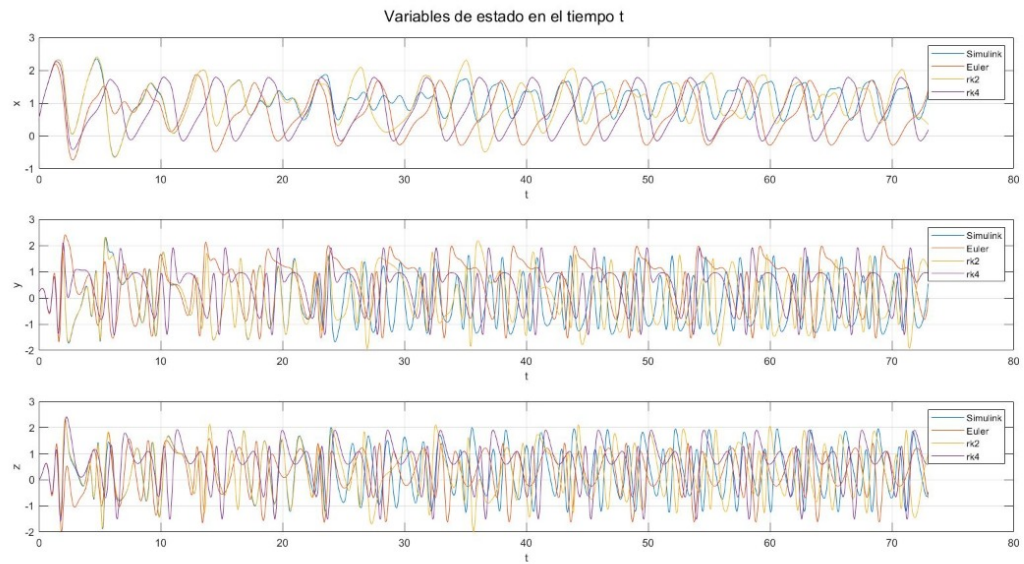 Variables de estado en el tiempo t
3
2
1
0
-1
x
0 10 20 30 40 50 60 70 80
t
Simulink
Euler
rk2
rk4
3
2
1
0
-1
-2
y
0 10 20 30 40 50 60 70 80
t
Simulink
Euler
rk2
rk4
3
2
1
0
-1
-2
z
0 10 20 30 40 50 60 70 80
t
Simulink
Euler
rk2
rk4